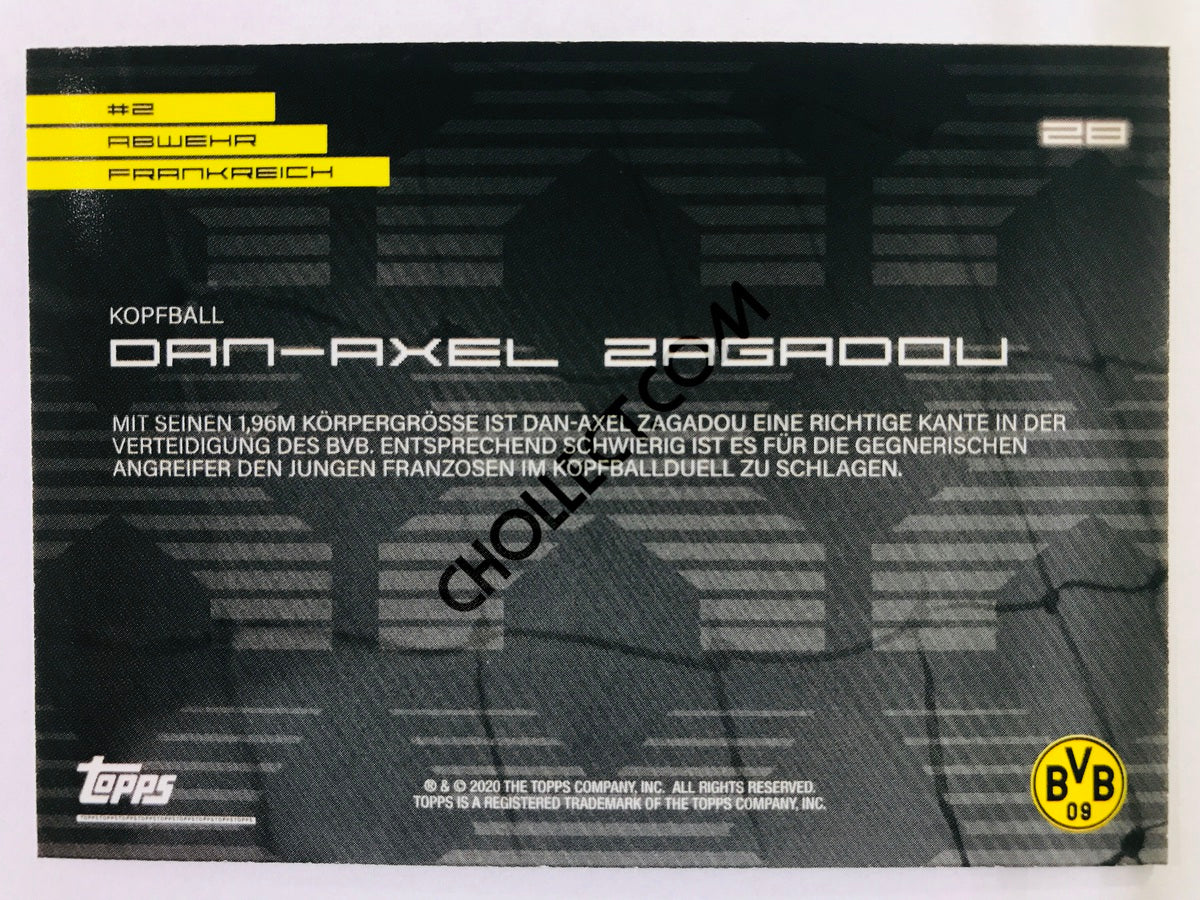 #2
ABWEHR
FRANKREICH
28
KOPFBALL
DAN-AXEL ZAGADOU
MIT SEINEN 1,96M KÖRPERGRÖSSE IST DAN-AXEL ZAGADOU EINE RICHTIGE KANTE IN DER
VERTEIDIGUNG DES BVB. ENTSPRECHEND SCHWIERIG IST ES FÜR DIE GEGNERISCHEN
ANGREIFER DEN JUNGEN FRANZOSEN IM KOPFBALLDUELL ZU SCHLAGEN.
CHOLLECT.COM
topps
TOPPSTOPPSTOPPSTOPPSTOPPSTOPPSTOPPSTOPPSTOPPS
® & © 2020 THE TOPPS COMPANY, INC. ALL RIGHTS RESERVED.
TOPPS IS A REGISTERED TRADEMARK OF THE TOPPS COMPANY, INC.
BVB
09